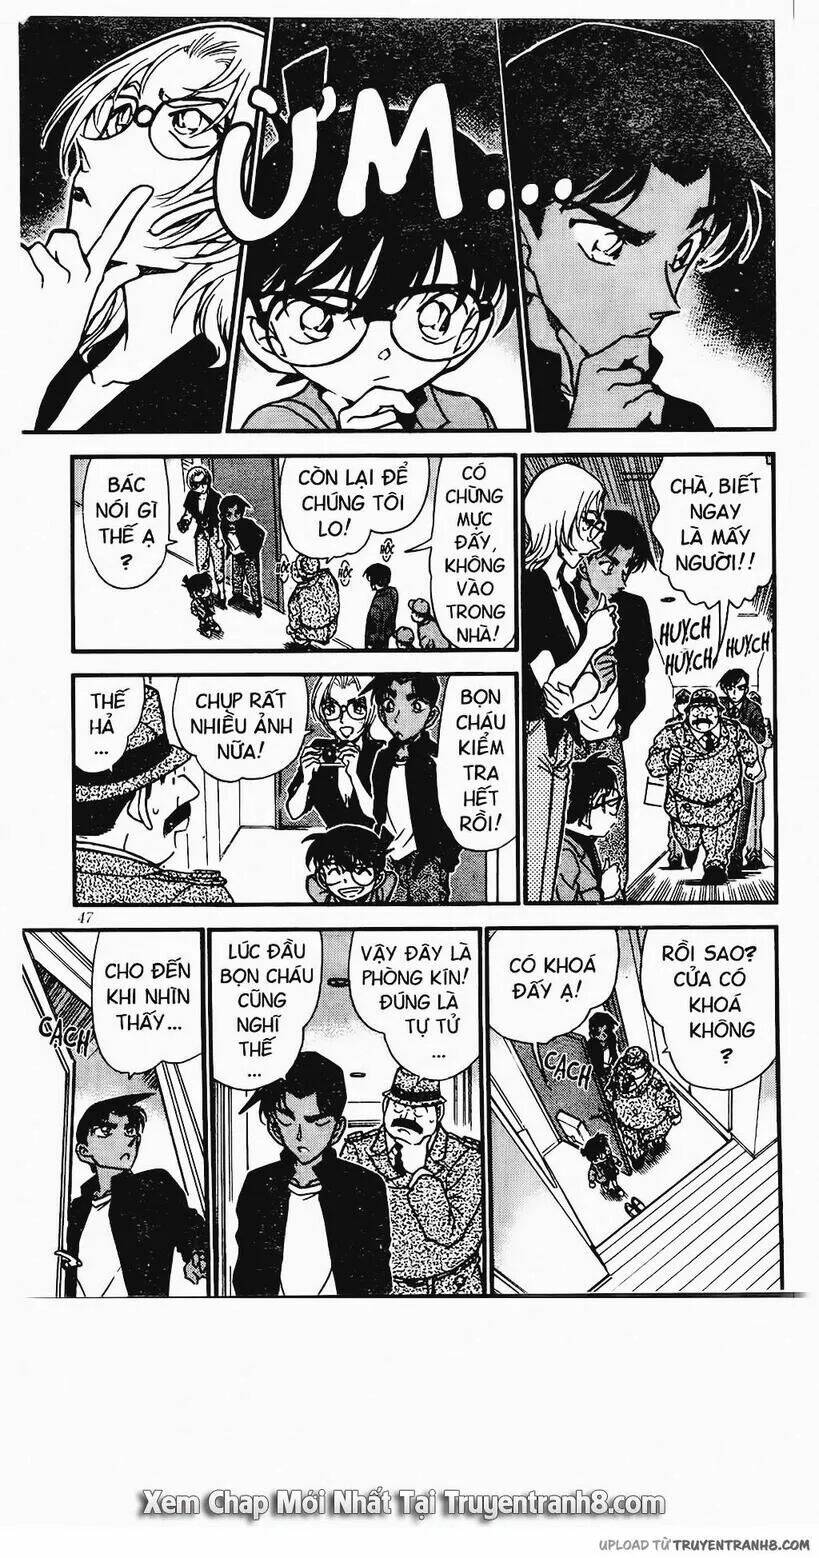 ỪM...
CHÀ, BIẾT
NGAY
LÀ MẤY
NGƯỜI!!
HUỴCH
HUỴCH
HUỴCH
CÓ
CHỪNG
MỰC
ĐẤY,
KHÔNG
VÀO
TRONG
NHÀ!
CÒN LẠI ĐỂ
CHÚNG TÔI
LO!
HỘC
HỘC
BÁC
NÓI GÌ
THẾ Ạ
?
BỌN
CHÁU
KIỂM
TRA
HẾT
RỒI!
CHỤP RẤT
NHIỀU ẢNH
NỮA!
THẾ
HẢ
...
47
RỒI SAO?
CỬA CÓ
KHOÁ
KHÔNG
?
CÓ KHOÁ
ĐẤY Ạ!
CẠCH
VẬY ĐÂY LÀ
PHÒNG KÍN!
ĐÚNG LÀ
TỰ TỬ
...
LÚC ĐẦU
BỌN CHÁU
CŨNG
NGHĨ
THẾ ...
CHO ĐẾN
KHI NHÌN
THẤY...
CẠCH
Xem Chap Mới Nhất Tại Truyentranh8.com
UPLOAD TỪ TRUYENTRANH8.COM